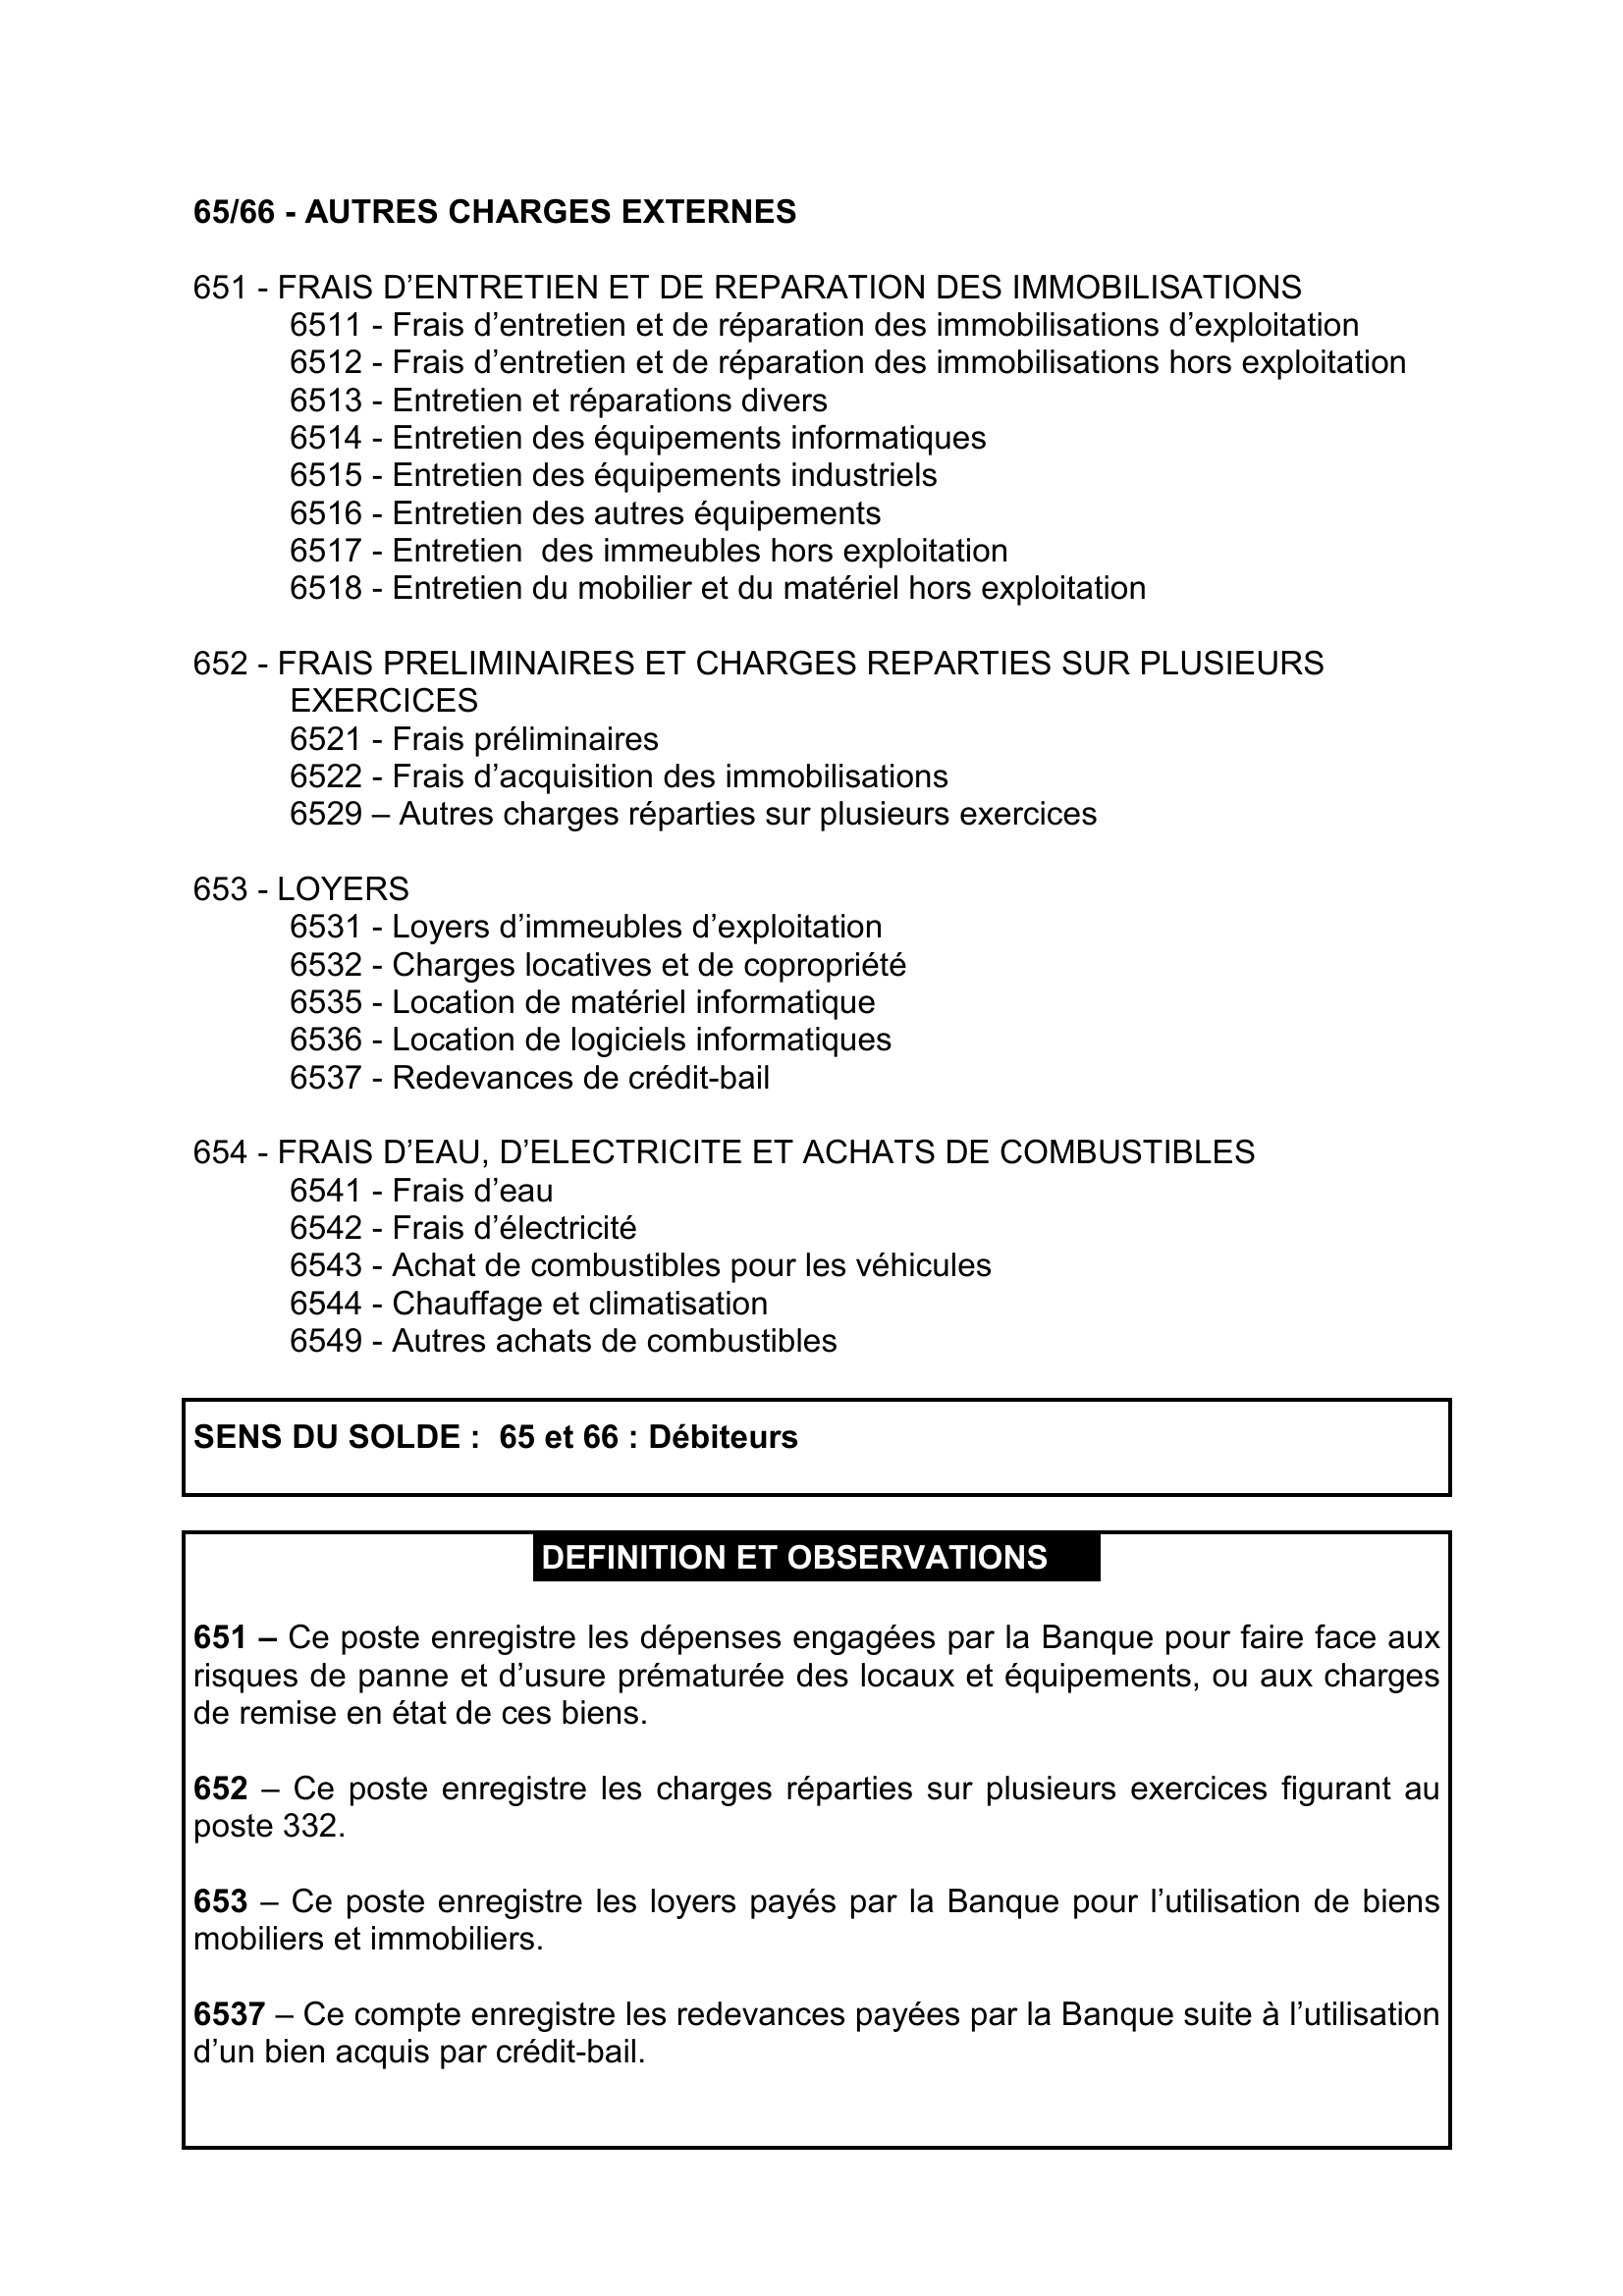 65/66 - AUTRES CHARGES EXTERNES
651 - FRAIS D’ENTRETIEN ET DE REPARATION DES IMMOBILISATIONS
6511 - Frais d’entretien et de réparation des immobilisations d’exploitation
6512 - Frais d’entretien et de réparation des immobilisations hors exploitation
6513 - Entretien et réparations divers
6514 - Entretien des équipements informatiques
6515 - Entretien des équipements industriels
6516 - Entretien des autres équipements
6517 - Entretien  des immeubles hors exploitation
6518 - Entretien du mobilier et du matériel hors exploitation
652 - FRAIS PRELIMINAIRES ET CHARGES REPARTIES SUR PLUSIEURS
EXERCICES
6521 - Frais préliminaires
6522 - Frais d’acquisition des immobilisations
6529 – Autres charges réparties sur plusieurs exercices
653 - LOYERS
6531 - Loyers d’immeubles d’exploitation
6532 - Charges locatives et de copropriété
6535 - Location de matériel informatique
6536 - Location de logiciels informatiques
6537 - Redevances de crédit-bail
654 - FRAIS D’EAU, D’ELECTRICITE ET ACHATS DE COMBUSTIBLES
6541 - Frais d’eau
6542 - Frais d’électricité
6543 - Achat de combustibles pour les véhicules
6544 - Chauffage et climatisation
6549 - Autres achats de combustibles
SENS DU SOLDE :  65 et 66 : Débiteurs
DEFINITION ET OBSERVATIONS
651 – Ce poste enregistre les dépenses engagées par la Banque pour faire face aux
risques de panne et d’usure prématurée des locaux et équipements, ou aux charges
de remise en état de ces biens.
652 – Ce poste enregistre les charges réparties sur plusieurs exercices figurant au
poste 332.
653 – Ce poste enregistre les loyers payés par la Banque pour l’utilisation de biens
mobiliers et immobiliers.
6537 – Ce compte enregistre les redevances payées par la Banque suite à l’utilisation
d’un bien acquis par crédit-bail.